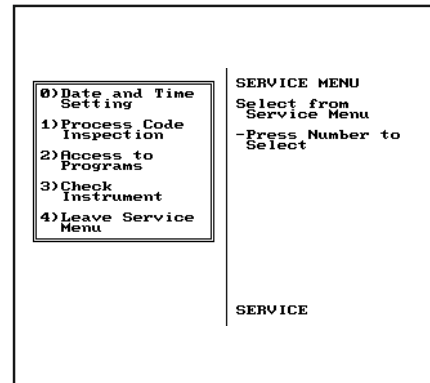 0)Date and Time
Setting
1)Process Code
Inspection
2)Access to
Programs
3)Check
Instrument
4)Leave Service
Menu
SERVICE MENU
Select from
Service Menu
-Press Number to
Select
SERVICE